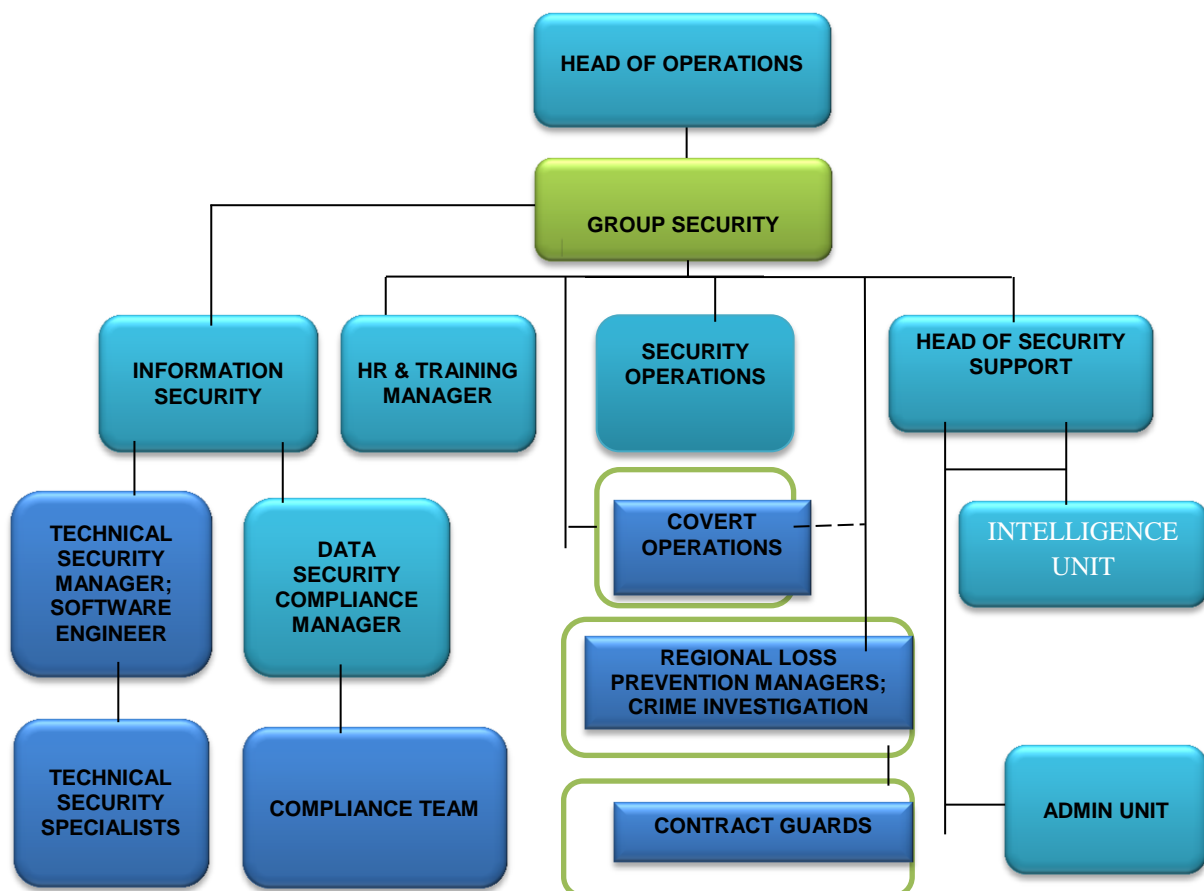 HEAD OF OPERATIONS
GROUP SECURITY
INFORMATION
SECURITY
HR & TRAINING
MANAGER
SECURITY
OPERATIONS
HEAD OF SECURITY
SUPPORT
TECHNICAL
SECURITY
MANAGER;
SOFTWARE
ENGINEER
DATA
SECURITY
COMPLIANCE
MANAGER
COVERT
OPERATIONS
INTELLIGENCE
UNIT
REGIONAL LOSS
PREVENTION MANAGERS;
CRIME INVESTIGATION
TECHNICAL
SECURITY
SPECIALISTS
COMPLIANCE TEAM
CONTRACT GUARDS
ADMIN UNIT